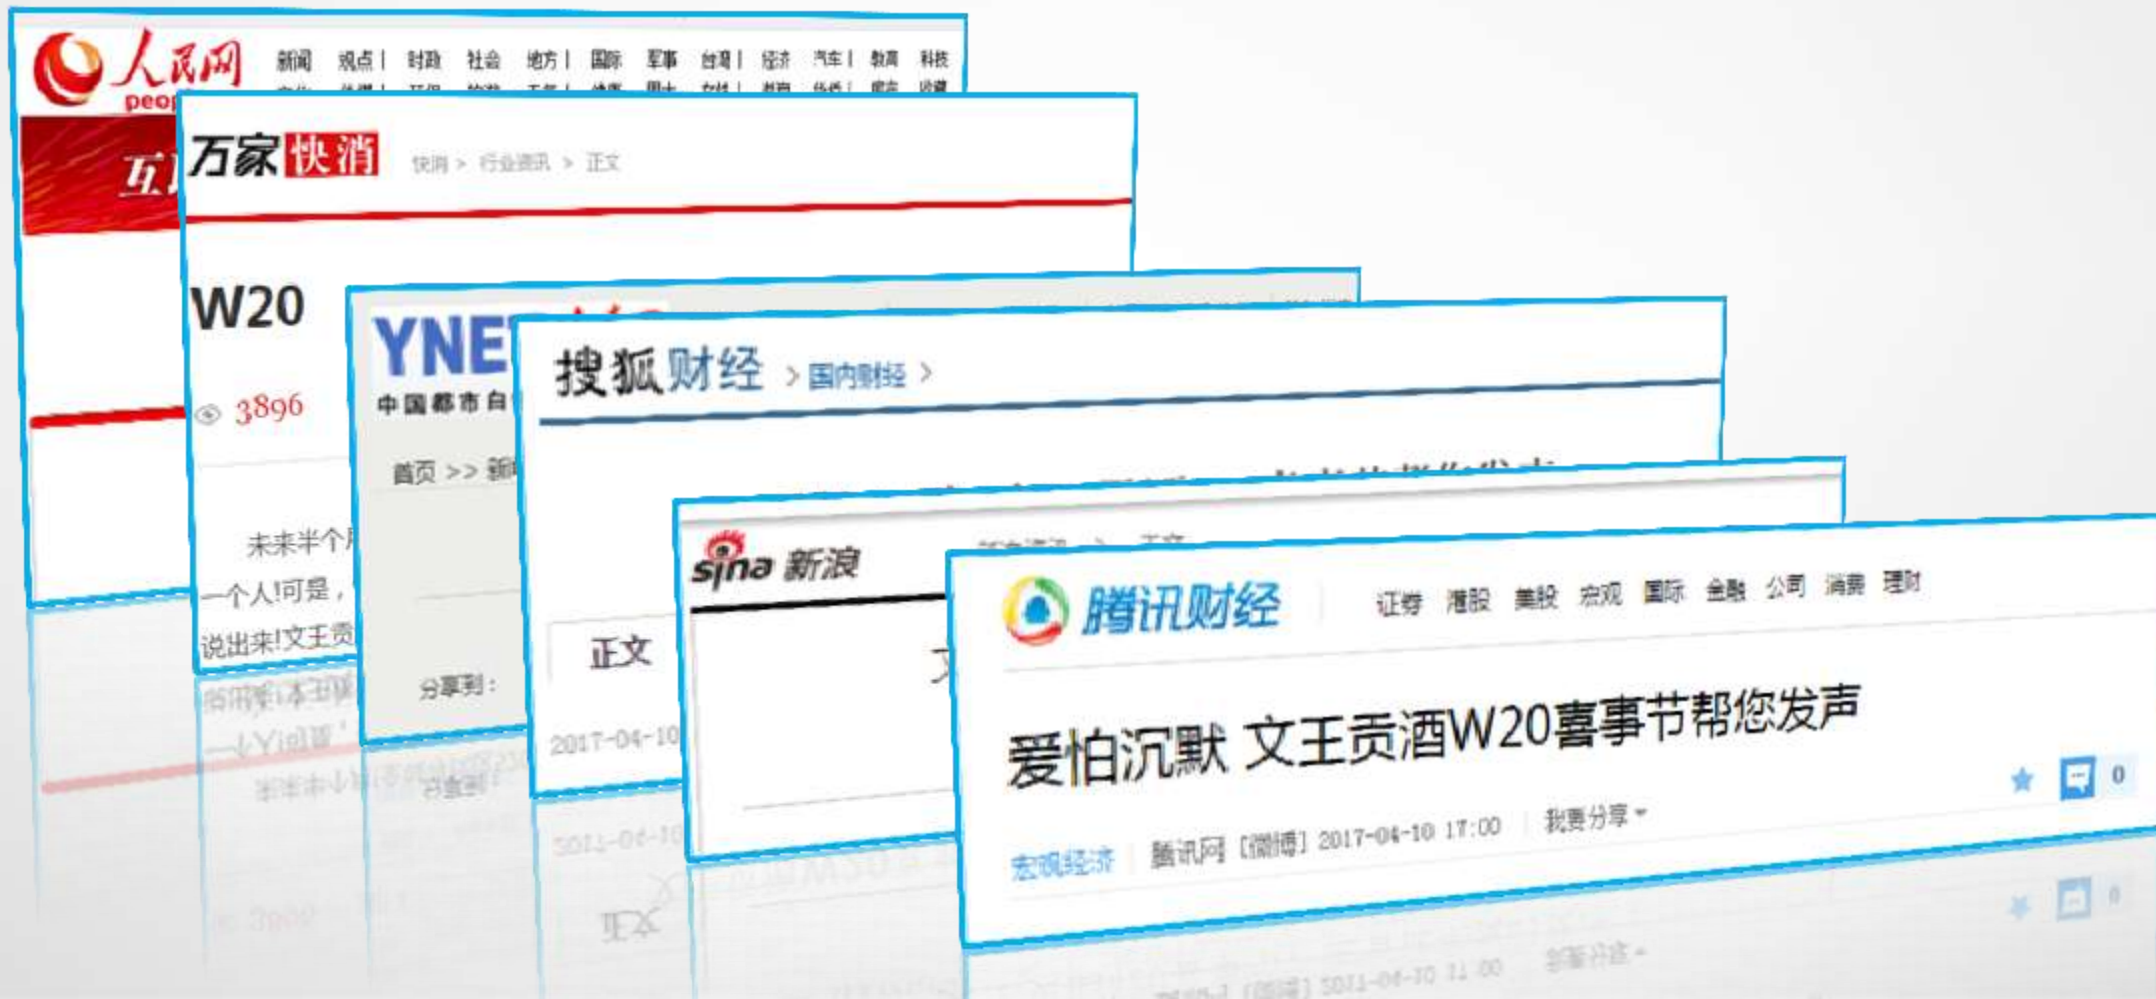 人民网
新闻 观点 | 时政 社会 地方 | 国际 军事 台湾 | 经济 汽车 | 教育 科技
peop
互
万家快消
快消 > 行业资讯 > 正文
W20
3896
未来半个月
一个人!可是，
说出来!文王贡
YNET
中国都市白
首页 >> 新
分享到：
搜狐财经 > 国内财经 >
正文
2017-04-10
sina 新浪
腾讯财经
证券 港股 美股 宏观 国际 金融 公司 消费 理财
爱怕沉默 文王贡酒W20喜事节帮您发声
0
宏观经济 腾讯网 [微博] 2017-04-10 17:00 我要分享